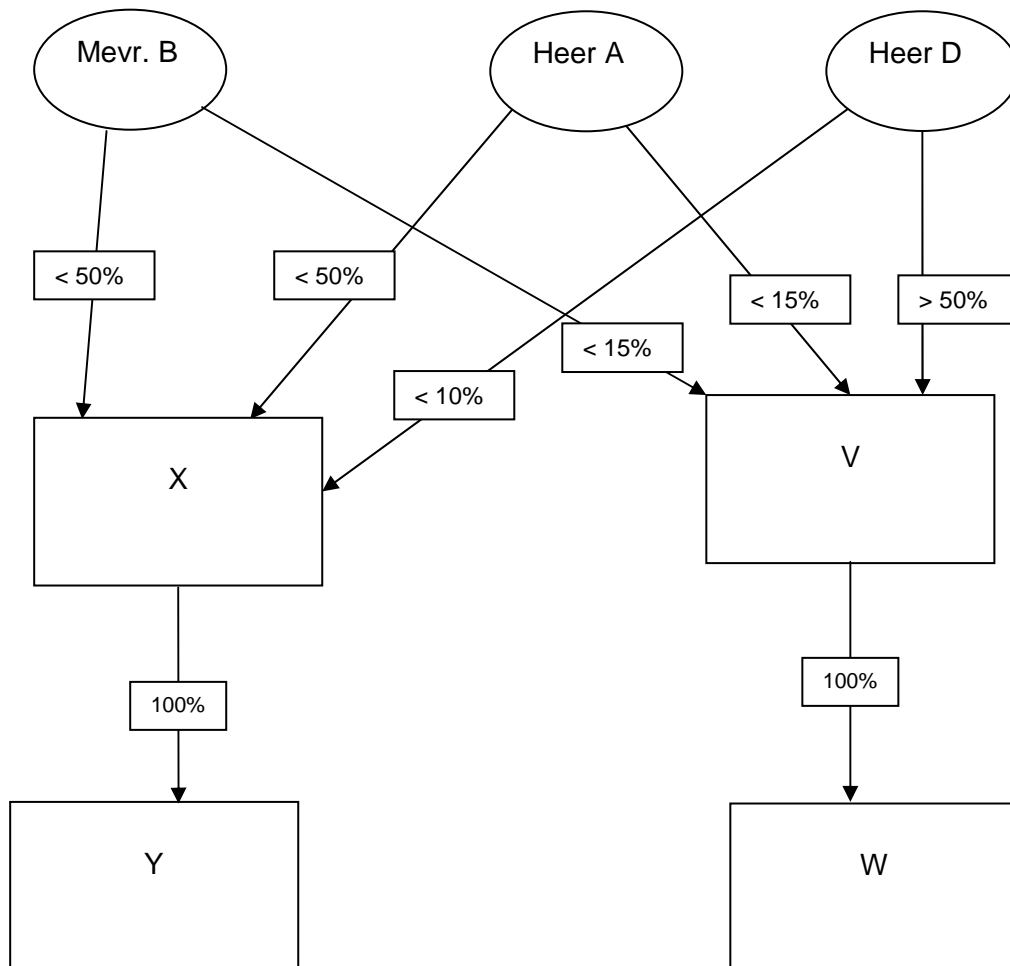 Mevr. B
Heer A
Heer D
< 50%
< 50%
< 15%
> 50%
< 15%
< 10%
X
V
100%
100%
Y
W